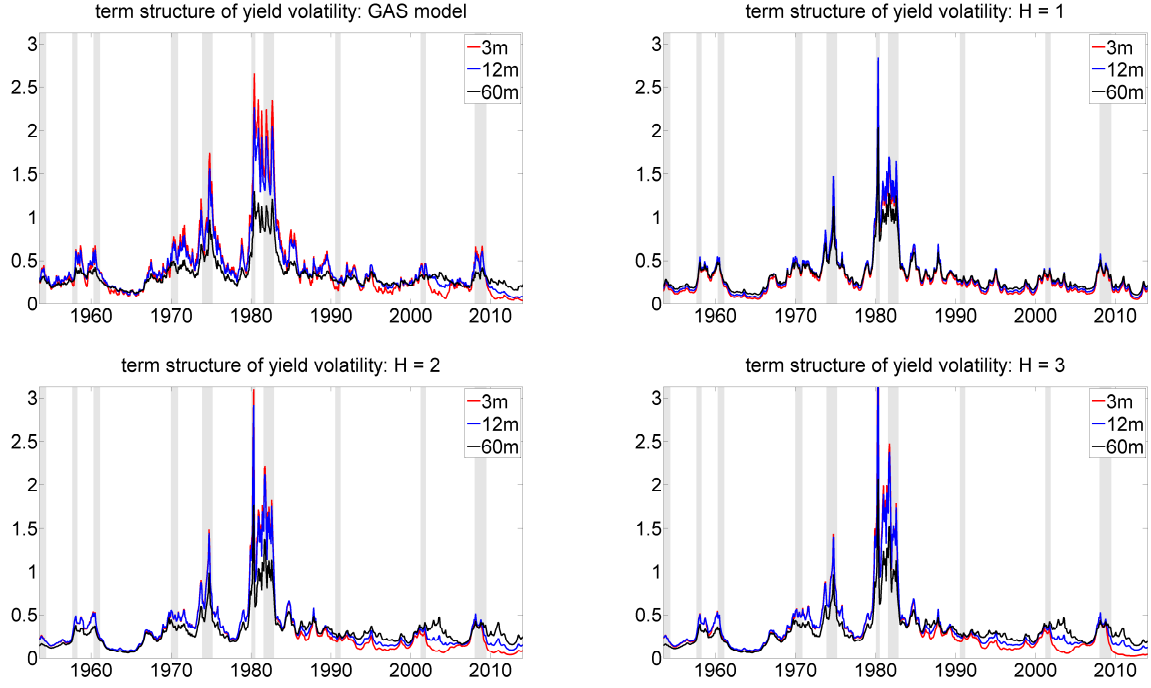 term structure of yield volatility: GAS model
3
2.5
2
1.5
1
0.5
0
1960 1970 1980 1990 2000 2010
3m
12m
60m
term structure of yield volatility: H = 1
3
2.5
2
1.5
1
0.5
0
1960 1970 1980 1990 2000 2010
3m
12m
60m
term structure of yield volatility: H = 2
3
2.5
2
1.5
1
0.5
0
1960 1970 1980 1990 2000 2010
3m
12m
60m
term structure of yield volatility: H = 3
3
2.5
2
1.5
1
0.5
0
1960 1970 1980 1990 2000 2010
3m
12m
60m